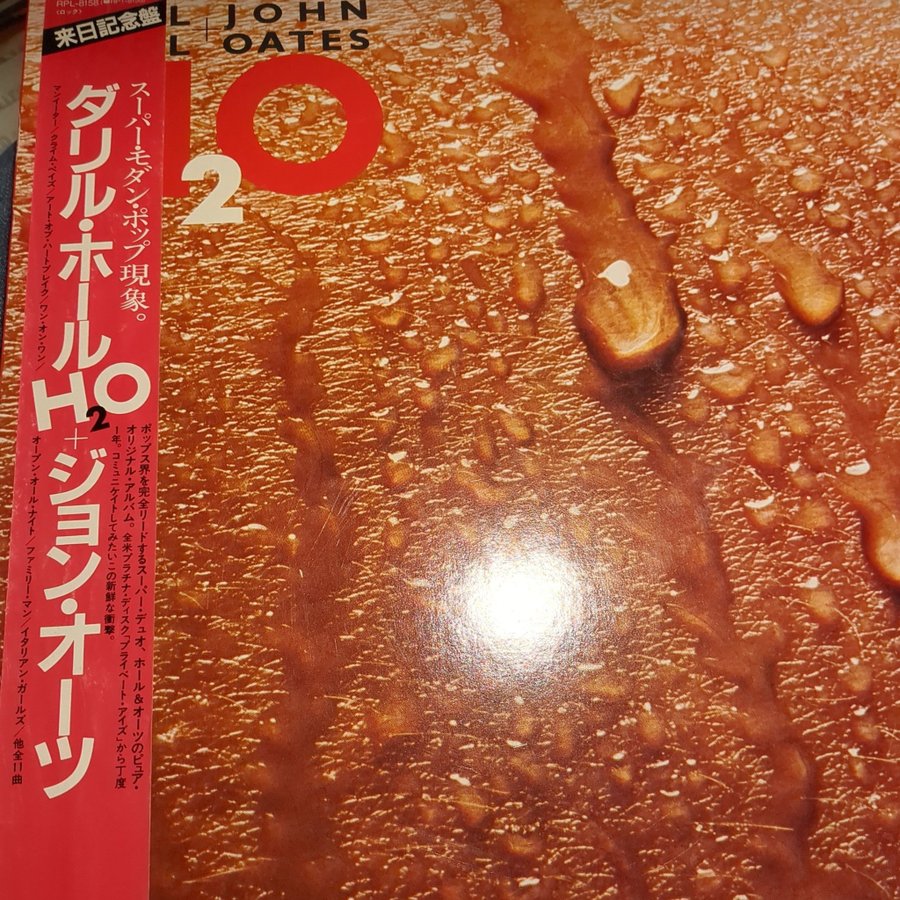 RPL-8158
〈ロック〉
来日記念盤
L JOHN
L + OATES
HO
2
スーパー・モダン・ポップ現象。
ダリル・ホール
HO
2
+
ジョン・オーツ
マンイーター/クライム・ペイズ/アート・オブ・ハートブレイク/ワン・オン・ワン/
オープン・オール・ナイト/ファミリー・マン/イタリアン・ガールズ/他全11曲
ポップス界を完全リードするスーパー・デュオ、ホール&オーツのピュア・
オリジナル・アルバム。全米プラチナ・ディスク「プライベート・アイズ」から丁度
1年。コミュニケイトしてみたいこの新鮮な衝撃。